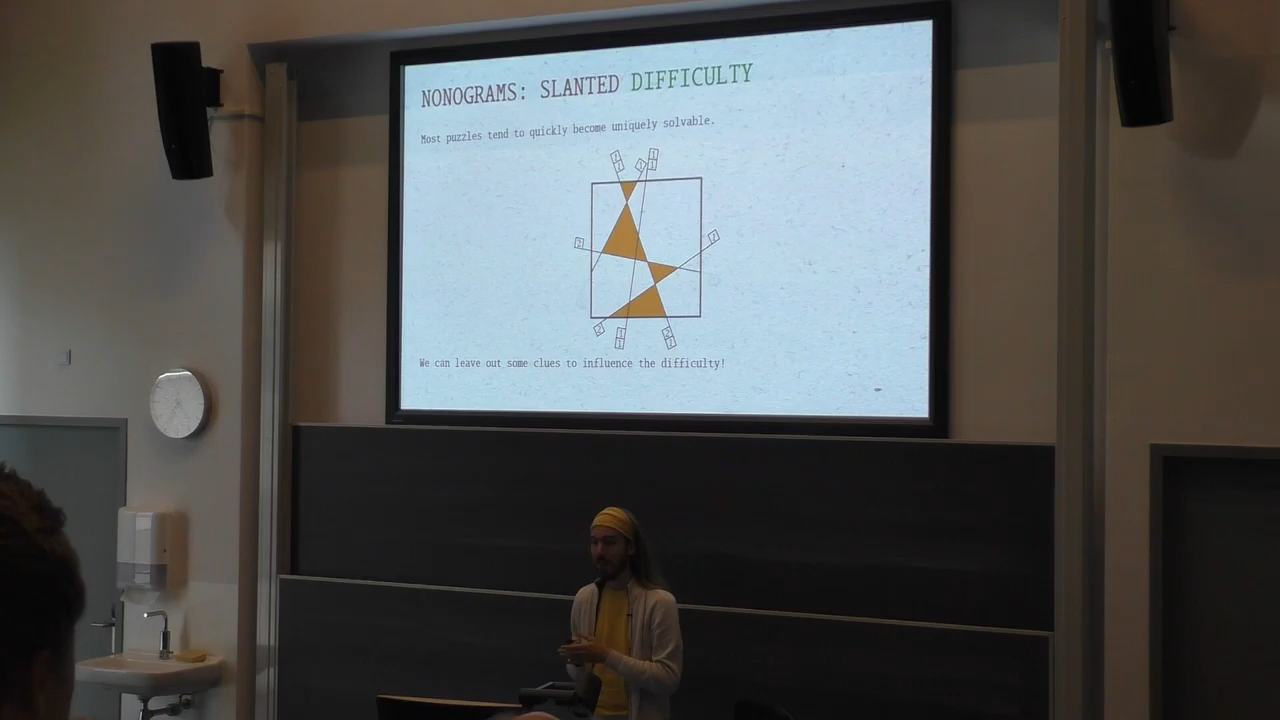 NONOGRAMS: SLANTED DIFFICULTY
Most puzzles tend to quickly become uniquely solvable.
We can leave out some clues to influence the difficulty!